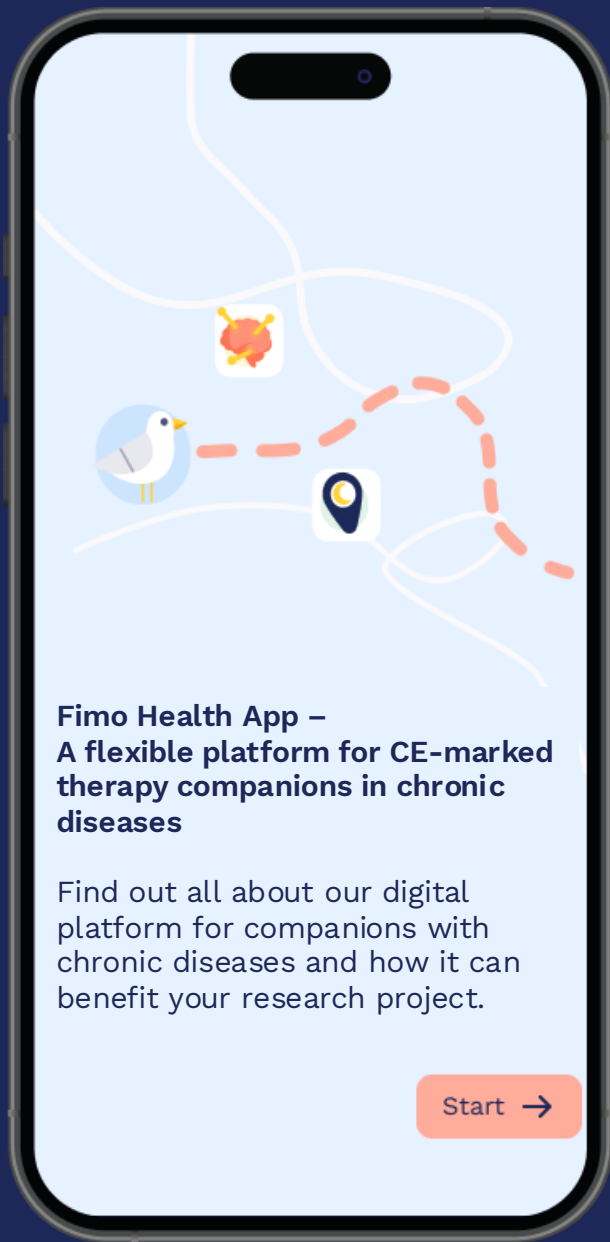 Fimo Health App –
A flexible platform for CE-marked
therapy companions in chronic
diseases
Find out all about our digital
platform for companions with
chronic diseases and how it can
benefit your research project.
Start →